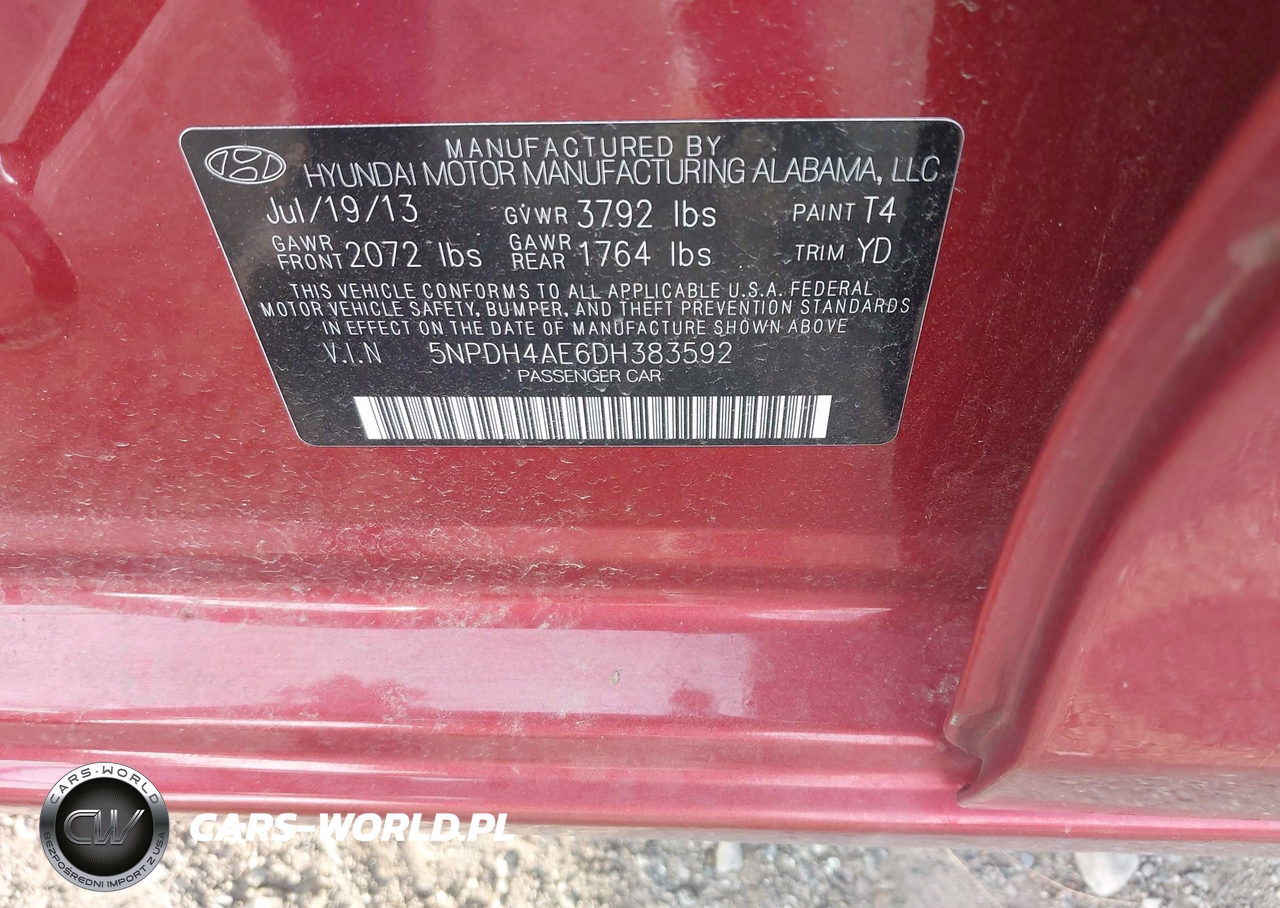 MANUFACTURED BY
HYUNDAI MOTOR MANUFACTURING ALABAMA, LLC
Jul/19/13 GVWR 3792 lbs PAINT T4
GAWR FRONT 2072 lbs GAWR REAR 1764 lbs TRIM YD
THIS VEHICLE CONFORMS TO ALL APPLICABLE U.S.A. FEDERAL
MOTOR VEHICLE SAFETY, BUMPER, AND THEFT PREVENTION STANDARDS
IN EFFECT ON THE DATE OF MANUFACTURE SHOWN ABOVE
V.I.N 5NPDH4AE6DH383592
PASSENGER CAR
CARS-WORLD
CW
BEZPOŚREDNI IMPORT Z USA
CARS-WORLD.PL